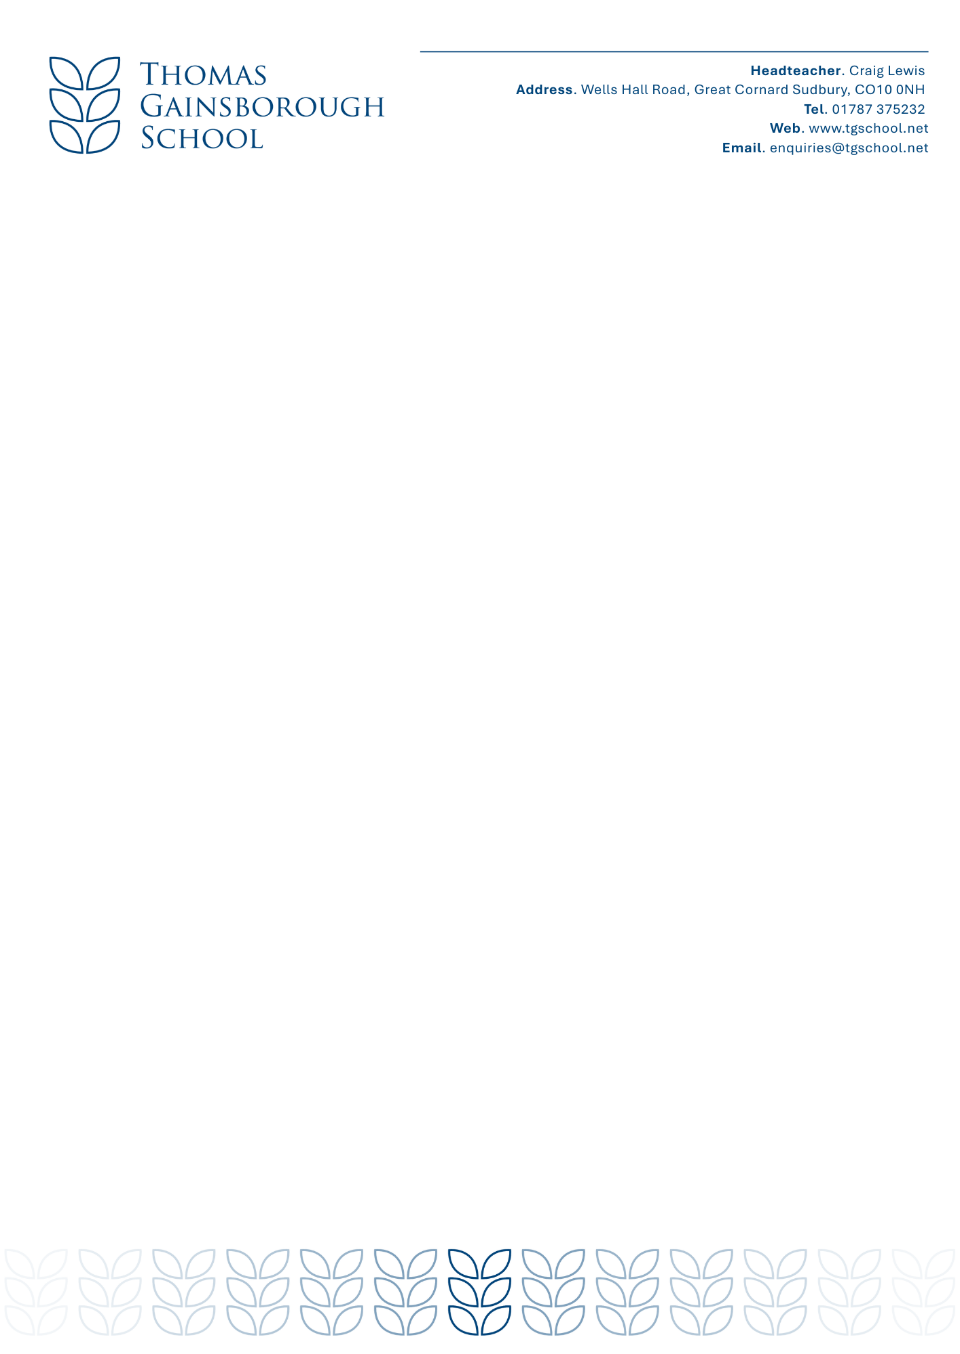 THOMAS
GAINSBOROUGH
SCHOOL
Headteacher. Craig Lewis
Address. Wells Hall Road, Great Cornard Sudbury, CO10 0NH
Tel. 01787 375232
Web. www.tgschool.net
Email. enquiries@tgschool.net